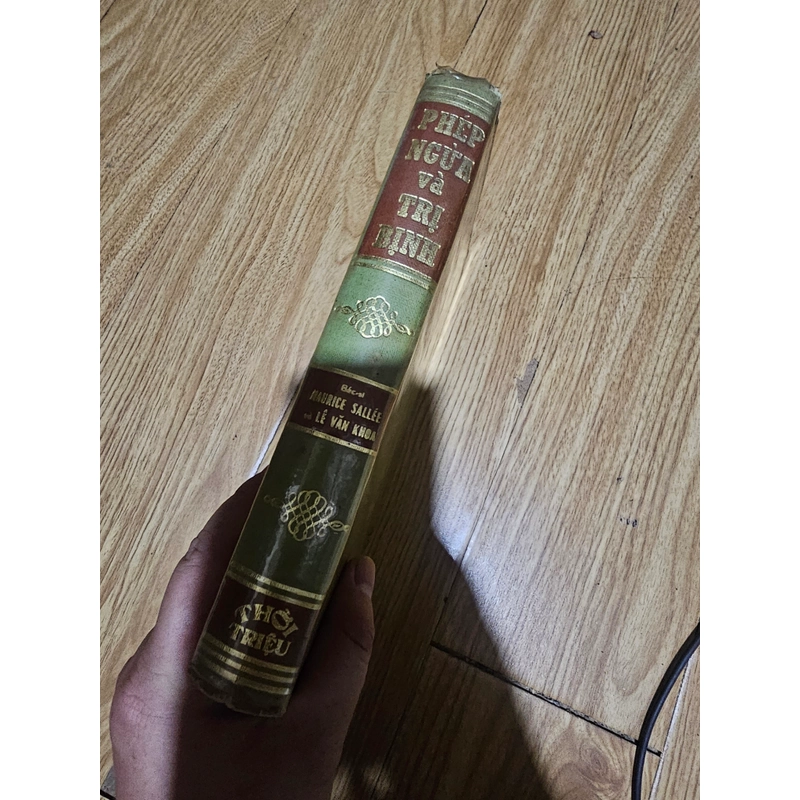 PHÉP
NGỪA
và
TRỊ
BỊNH
Bác-sĩ
MAURICE SALLÉE
và LÊ VĂN KHOA
THỜI
TRIỆU